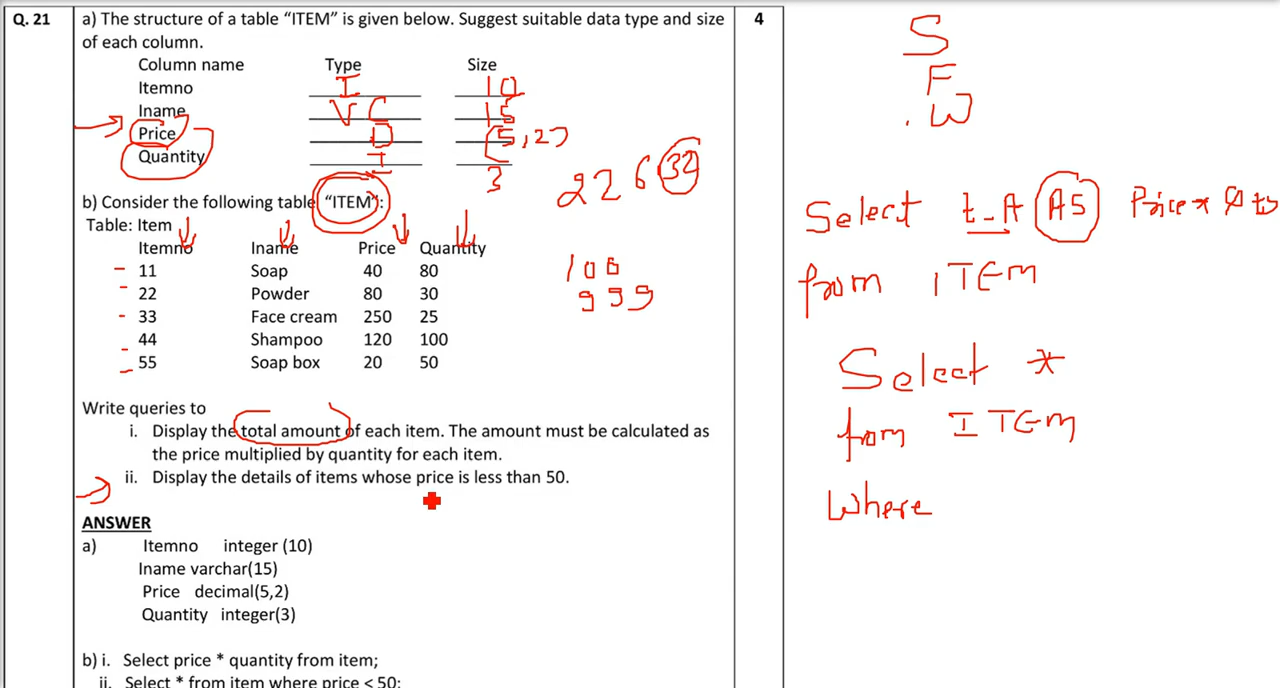 Q. 21 a) The structure of a table “ITEM” is given below. Suggest suitable data type and size 4
of each column.
Column name Type Size
Itemno I 10
Iname V C 15
Price D (5,2)
Quantity I 3
226 32
b) Consider the following table “ITEM”:
Table: Item
Itemno Iname Price Quantity
11 Soap 40 80
22 Powder 80 30
33 Face cream 250 25
44 Shampoo 120 100
55 Soap box 20 50
100
999
Write queries to
i. Display the total amount of each item. The amount must be calculated as
the price multiplied by quantity for each item.
ii. Display the details of items whose price is less than 50.
ANSWER
a) Itemno integer (10)
Iname varchar(15)
Price decimal(5,2)
Quantity integer(3)
b) i. Select price * quantity from item;
ii. Select * from item where price < 50;
S
F
W
Select t_A AS Price *
from ITEM
Select *
from ITEM
Where